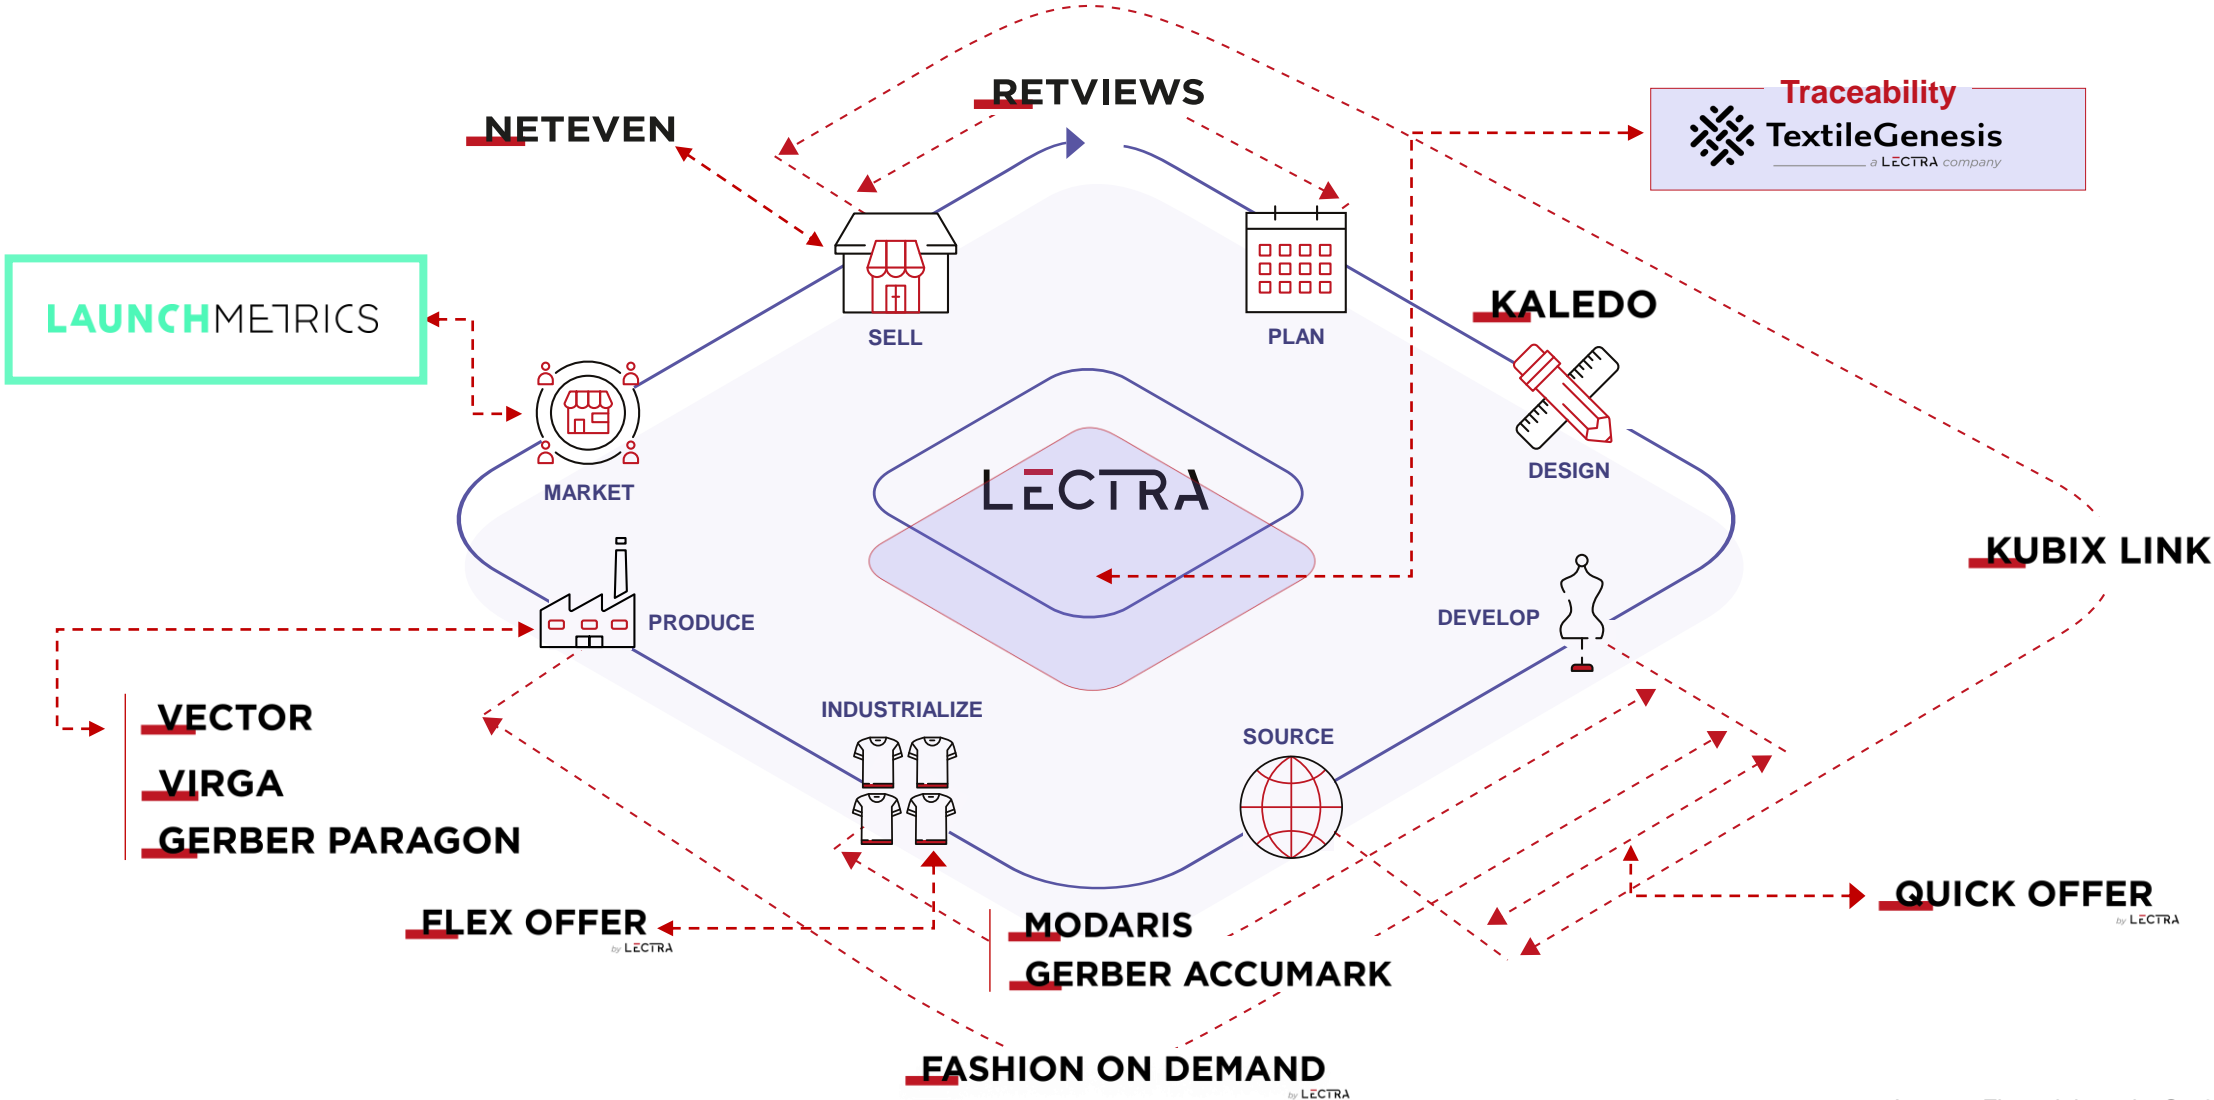 RETVIEWS
NETEVEN
Traceability
TextileGenesis
a LECTRA company
LAUNCHMETRICS
SELL
PLAN
KALEDO
MARKET
DESIGN
LECTRA
KUBIX LINK
PRODUCE
DEVELOP
VECTOR
VIRGA
GERBER PARAGON
INDUSTRIALIZE
SOURCE
FLEX OFFER
by LECTRA
MODARIS
GERBER ACCUMARK
QUICK OFFER
by LECTRA
FASHION ON DEMAND
by LECTRA